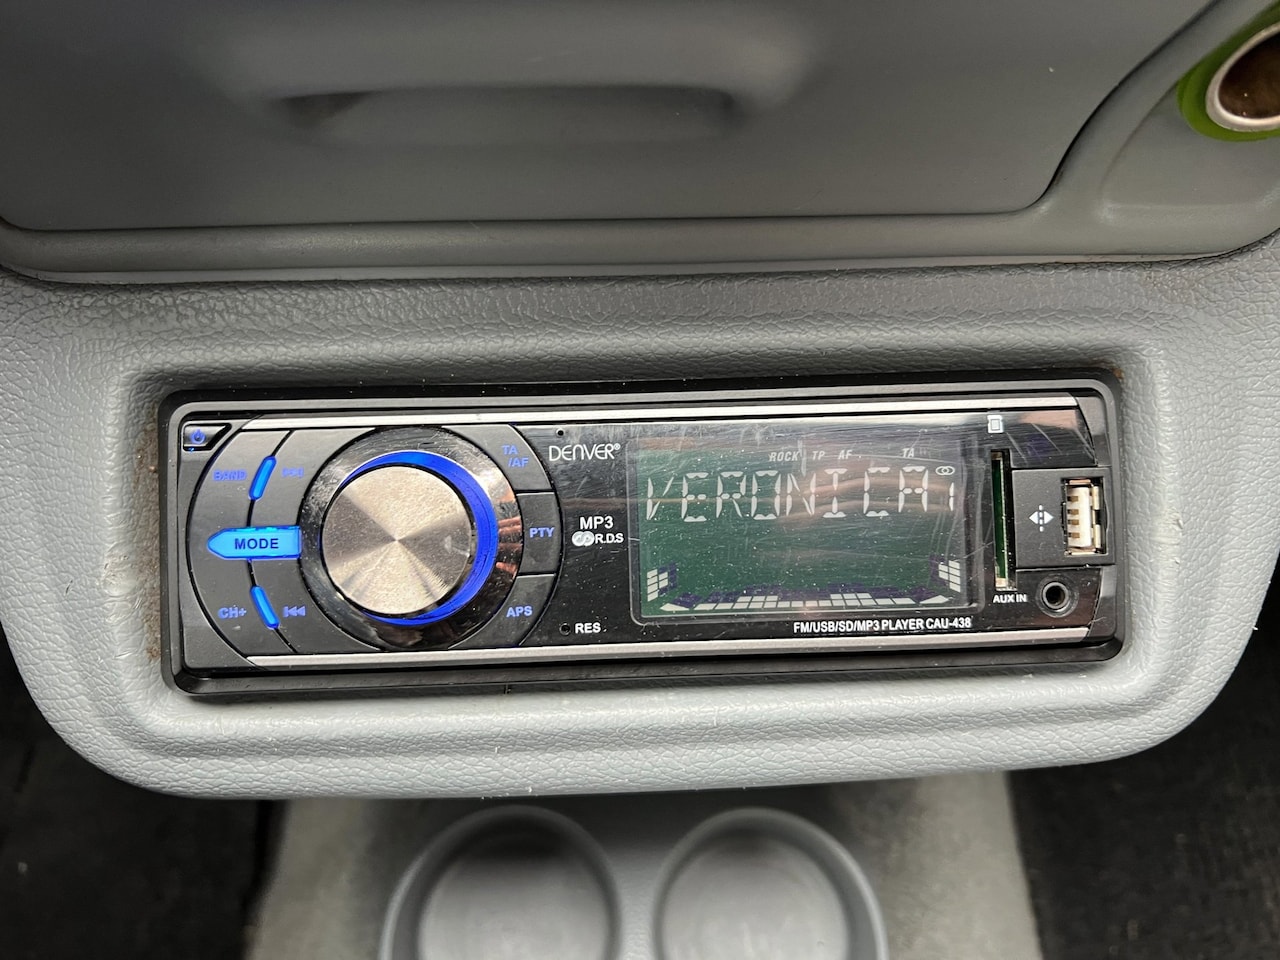 BAND
MODE
CH+
TA
/AF
PTY
APS
DENVER®
MP3
R.D.S
RES
ROCK TP AF TA
VERONICA
FM/USB/SD/MP3 PLAYER CAU-438
AUX IN